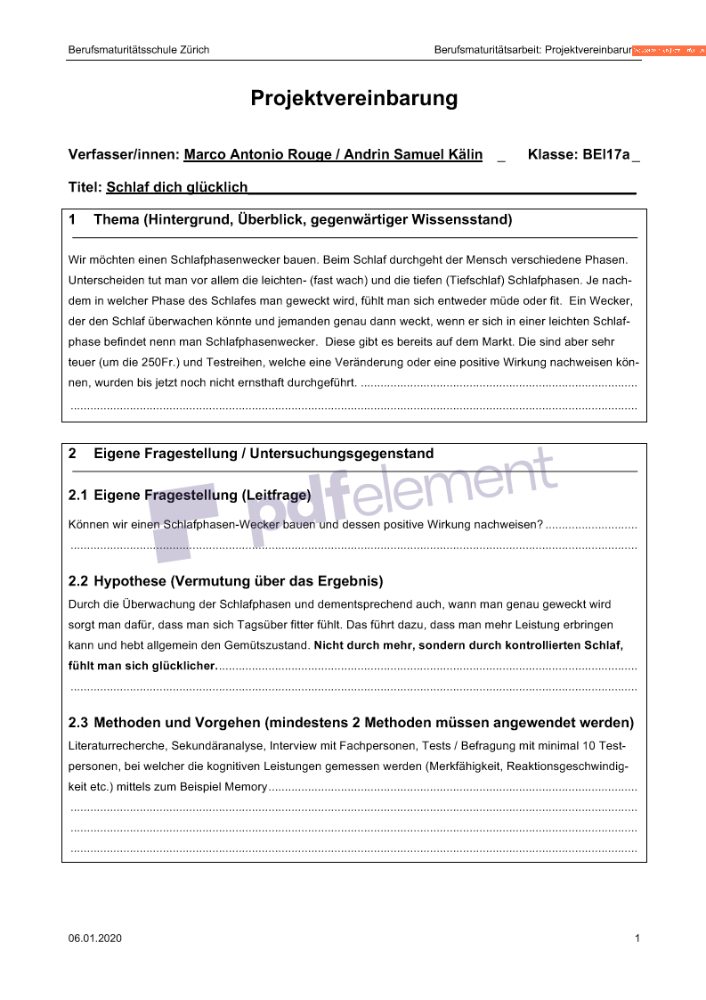 Berufsmaturitätsschule Zürich Berufsmaturitätsarbeit: Projektvereinbarun
Projektvereinbarung
Verfasser/innen: Marco Antonio Rouge / Andrin Samuel Kälin _ Klasse: BEl17a _
Titel: Schlaf dich glücklich
1 Thema (Hintergrund, Überblick, gegenwärtiger Wissensstand)
Wir möchten einen Schlafphasenwecker bauen. Beim Schlaf durchgeht der Mensch verschiedene Phasen.
Unterscheiden tut man vor allem die leichten- (fast wach) und die tiefen (Tiefschlaf) Schlafphasen. Je nach-
dem in welcher Phase des Schlafes man geweckt wird, fühlt man sich entweder müde oder fit. Ein Wecker,
der den Schlaf überwachen könnte und jemanden genau dann weckt, wenn er sich in einer leichten Schlaf-
phase befindet nenn man Schlafphasenwecker. Diese gibt es bereits auf dem Markt. Die sind aber sehr
teuer (um die 250Fr.) und Testreihen, welche eine Veränderung oder eine positive Wirkung nachweisen kön-
nen, wurden bis jetzt noch nicht ernsthaft durchgeführt.
2 Eigene Fragestellung / Untersuchungsgegenstand
pdfelement
2.1 Eigene Fragestellung (Leitfrage)
Können wir einen Schlafphasen-Wecker bauen und dessen positive Wirkung nachweisen?
2.2 Hypothese (Vermutung über das Ergebnis)
Durch die Überwachung der Schlafphasen und dementsprechend auch, wann man genau geweckt wird
sorgt man dafür, dass man sich Tagsüber fitter fühlt. Das führt dazu, dass man mehr Leistung erbringen
kann und hebt allgemein den Gemützustand. Nicht durch mehr, sondern durch kontrollierten Schlaf,
fühlt man sich glücklicher.
2.3 Methoden und Vorgehen (mindestens 2 Methoden müssen angewendet werden)
Literaturrecherche, Sekundäranalyse, Interview mit Fachpersonen, Tests / Befragung mit minimal 10 Test-
personen, bei welcher die kognitiven Leistungen gemessen werden (Merkfähigkeit, Reaktionsgeschwindig-
keit etc.) mittels zum Beispiel Memory
06.01.2020 1